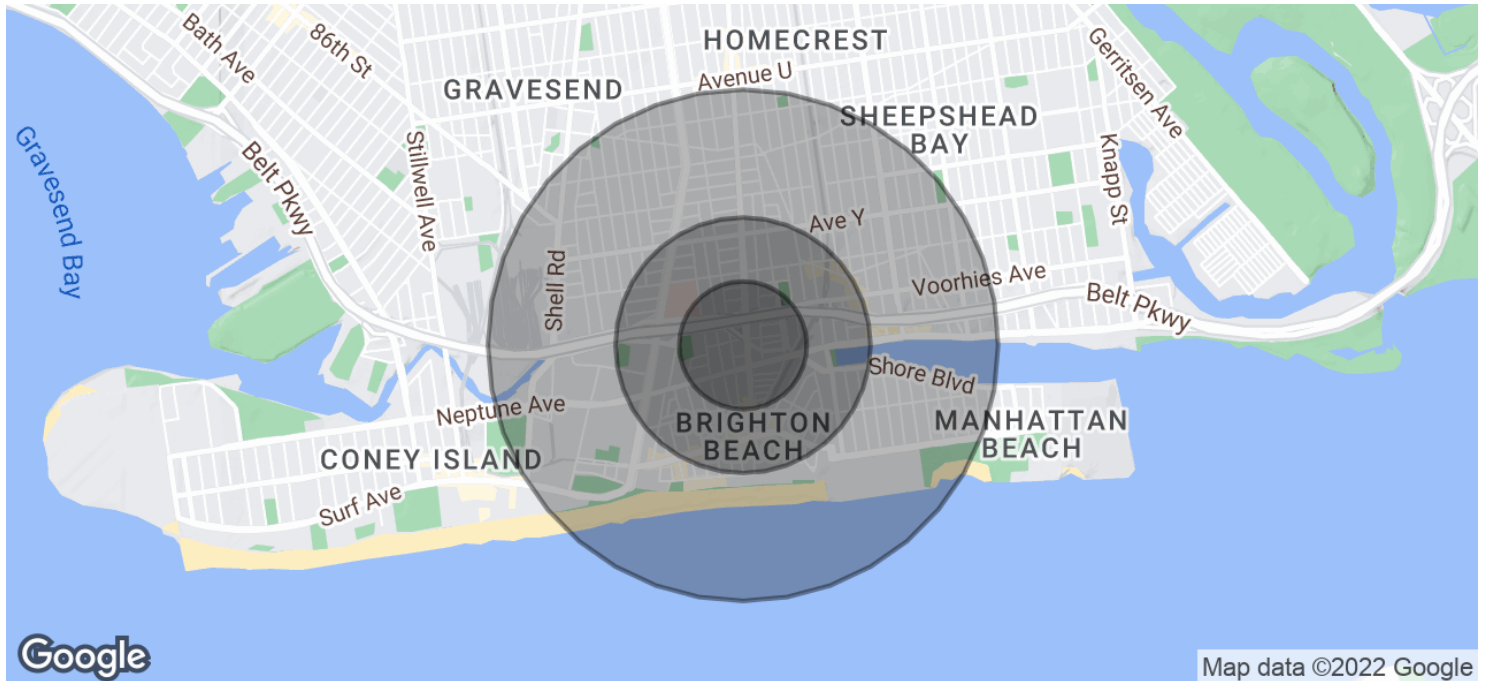 HOMECREST
Bath Ave
86th St
Gerritsen Ave
Avenue U
GRAVESEND
SHEEPSHEAD
BAY
Gravesend Bay
Belt Pkwy
Stillwell Ave
Knapp St
Ave Y
Shell Rd
Voorhies Ave
Belt Pkwy
Shore Blvd
Neptune Ave
BRIGHTON
BEACH
MANHATTAN
BEACH
CONEY ISLAND
Surf Ave
Google
Map data ©2022 Google